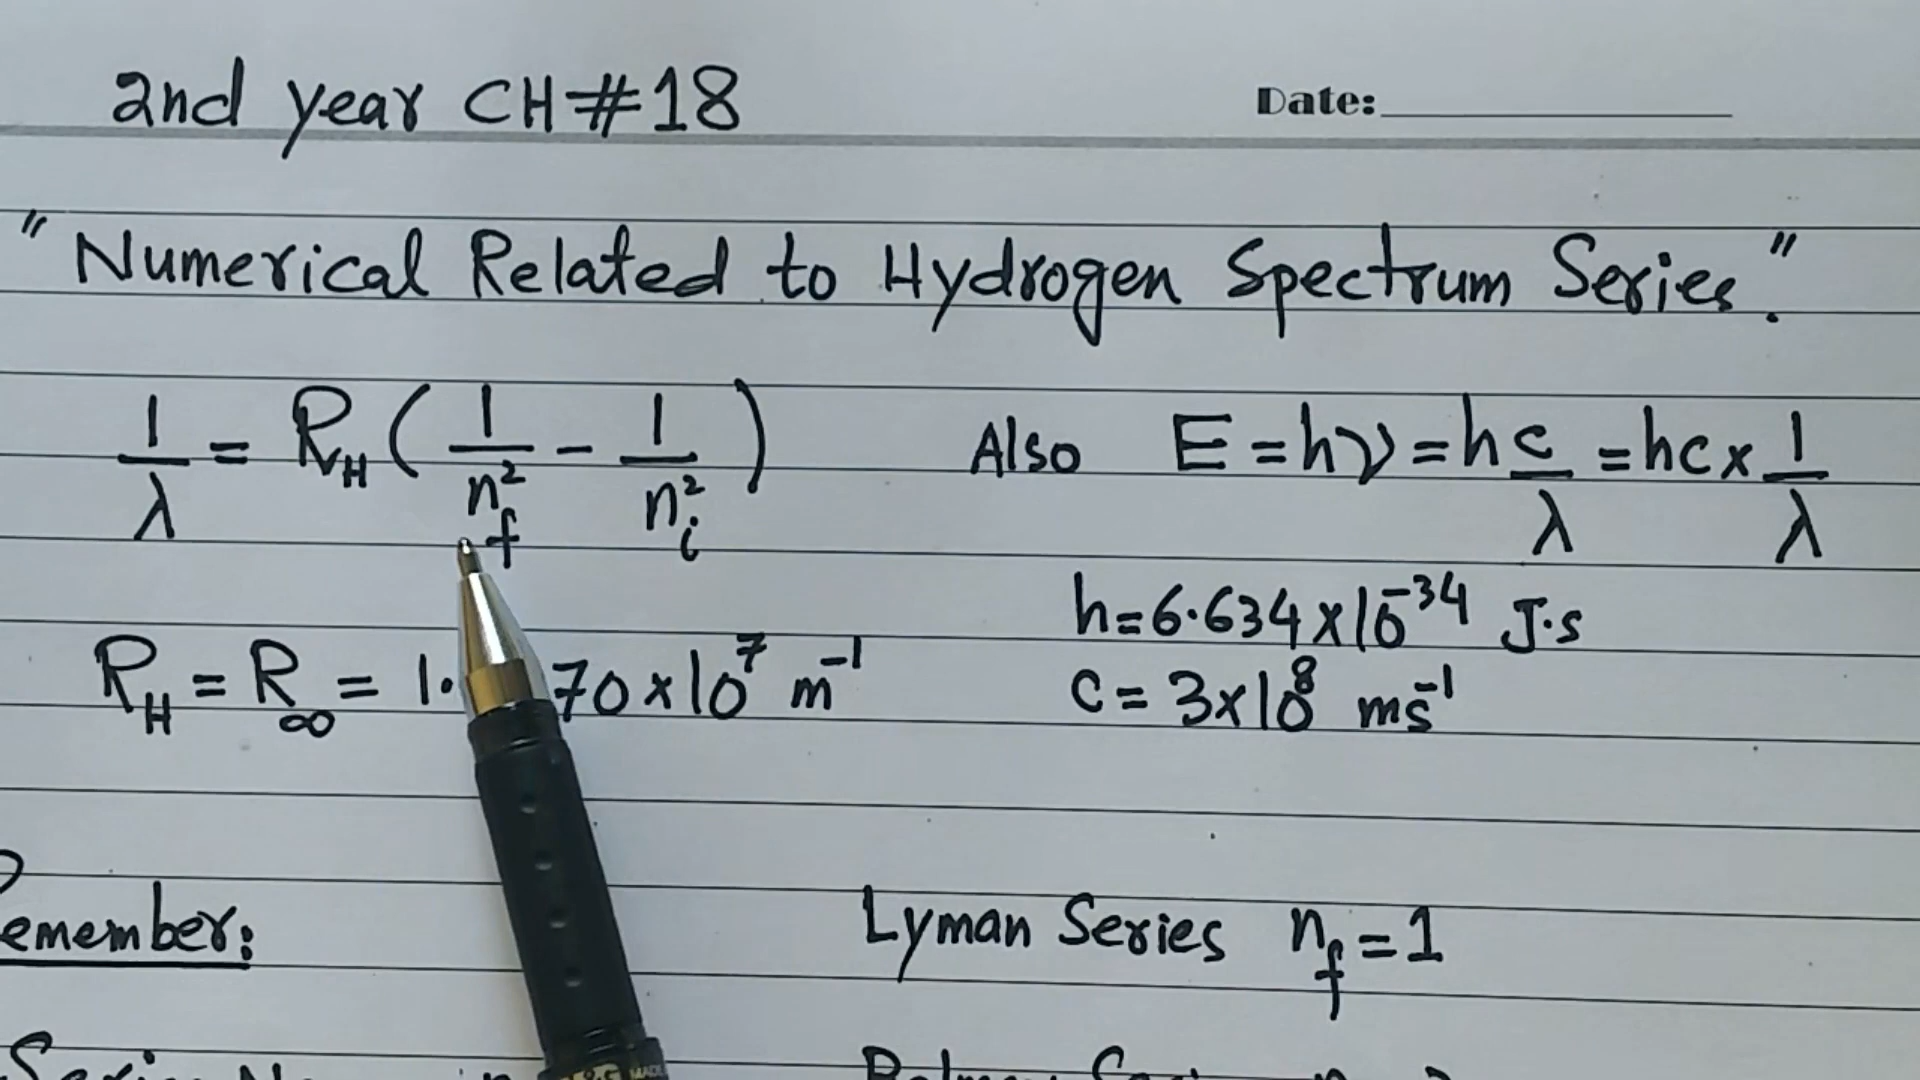 2nd year CH#18
Date:
"Numerical Related to Hydrogen Spectrum Series."
1/λ = R_H ( 1/n_f² - 1/n_i² )
Also E = hν = h c/λ = hc x 1/λ
h = 6.634 x 10⁻³⁴ J.s
R_H = R_∞ = 1. 70 x 10⁷ m⁻¹
c = 3 x 10⁸ ms⁻¹
Remember:
Lyman Series n_f = 1